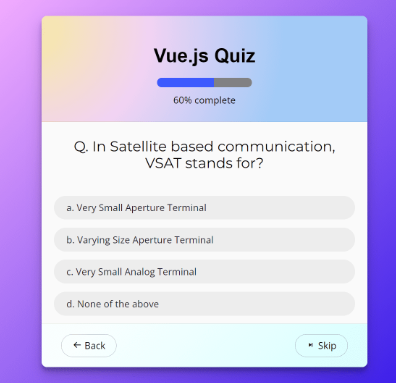 Vue.js Quiz
60% complete
Q. In Satellite based communication,
VSAT stands for?
a. Very Small Aperture Terminal
b. Varying Size Aperture Terminal
c. Very Small Analog Terminal
d. None of the above
← Back
Skip